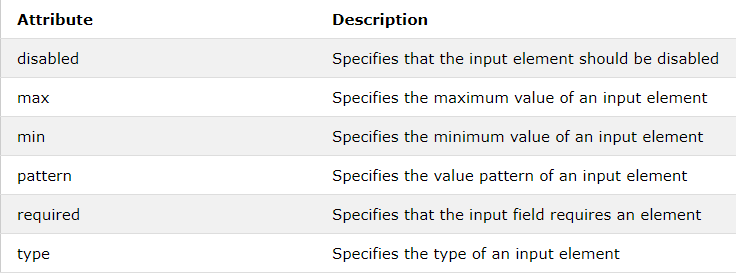 Attribute Description
disabled Specifies that the input element should be disabled
max Specifies the maximum value of an input element
min Specifies the minimum value of an input element
pattern Specifies the value pattern of an input element
required Specifies that the input field requires an element
type Specifies the type of an input element